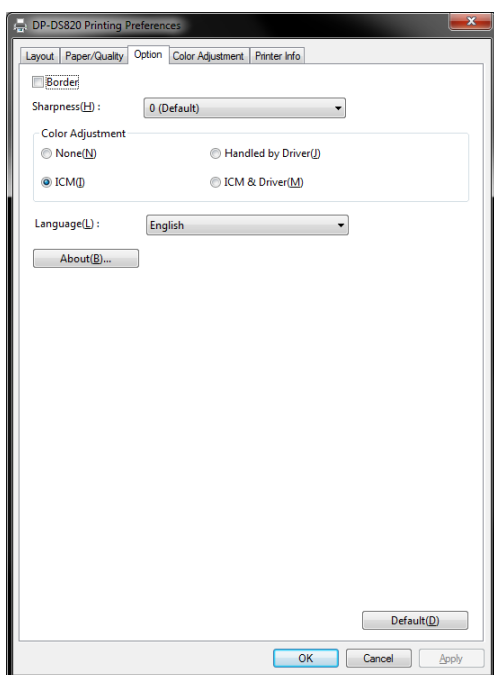 DP-DS820 Printing Preferences
Layout Paper/Quality Option Color Adjustment Printer Info
Border
Sharpness(H) : 0 (Default)
Color Adjustment
None(N) Handled by Driver(J)
ICM(I) ICM & Driver(M)
Language(L) : English
About(B)...
Default(D)
OK Cancel Apply